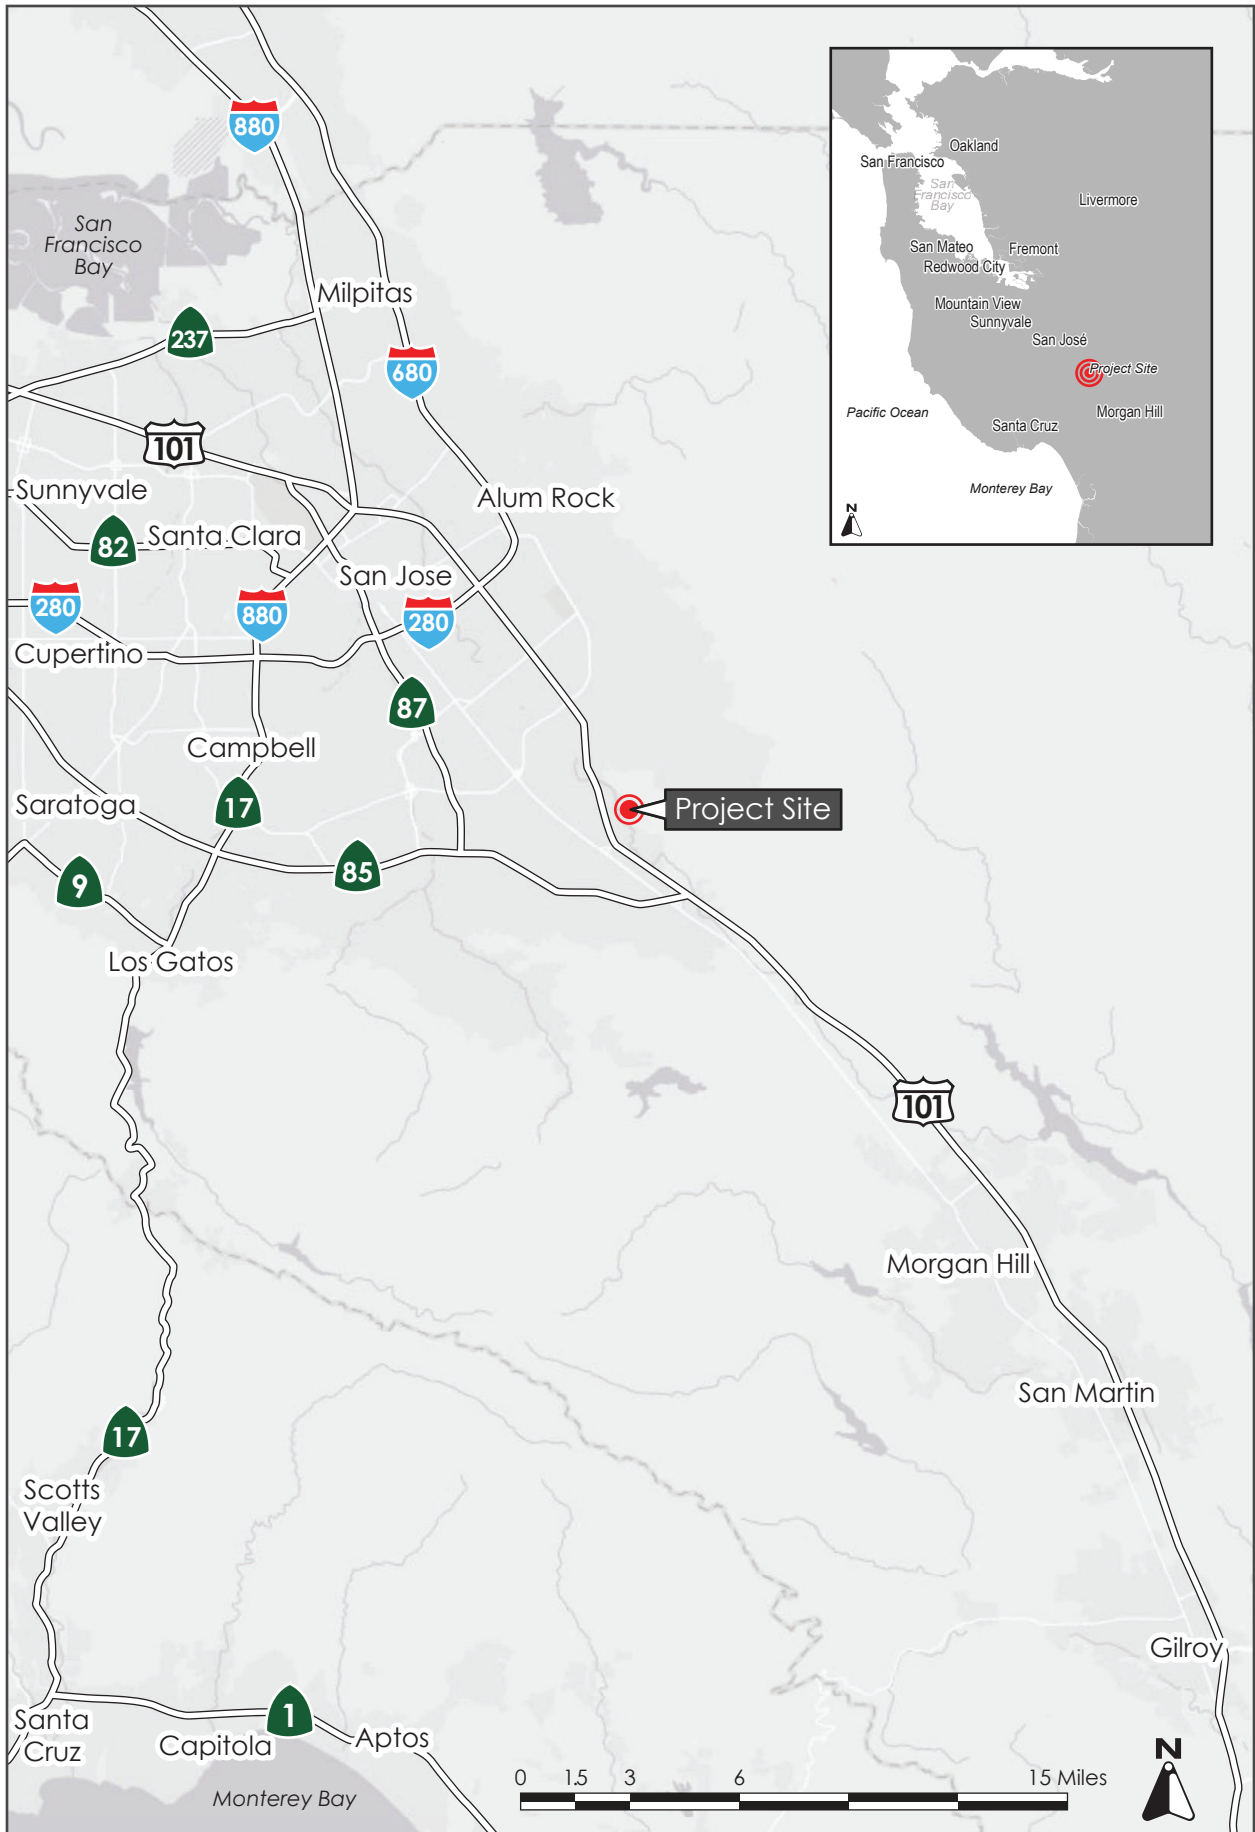 880
San
Francisco
Bay
Milpitas
237
680
101
Sunnyvale
Alum Rock
82
Santa Clara
San Jose
280
880
280
Cupertino
87
Campbell
Saratoga
17
Project Site
85
9
Los Gatos
101
Morgan Hill
San Martin
17
Scotts
Valley
Gilroy
Santa
Cruz
1
Capitola
Aptos
Monterey Bay
0 1.5 3 6 15 Miles
N
Oakland
San Francisco
San
Francisco
Bay
Livermore
San Mateo
Fremont
Redwood City
Mountain View
Sunnyvale
San José
Project Site
Pacific Ocean
Morgan Hill
Santa Cruz
Monterey Bay
N